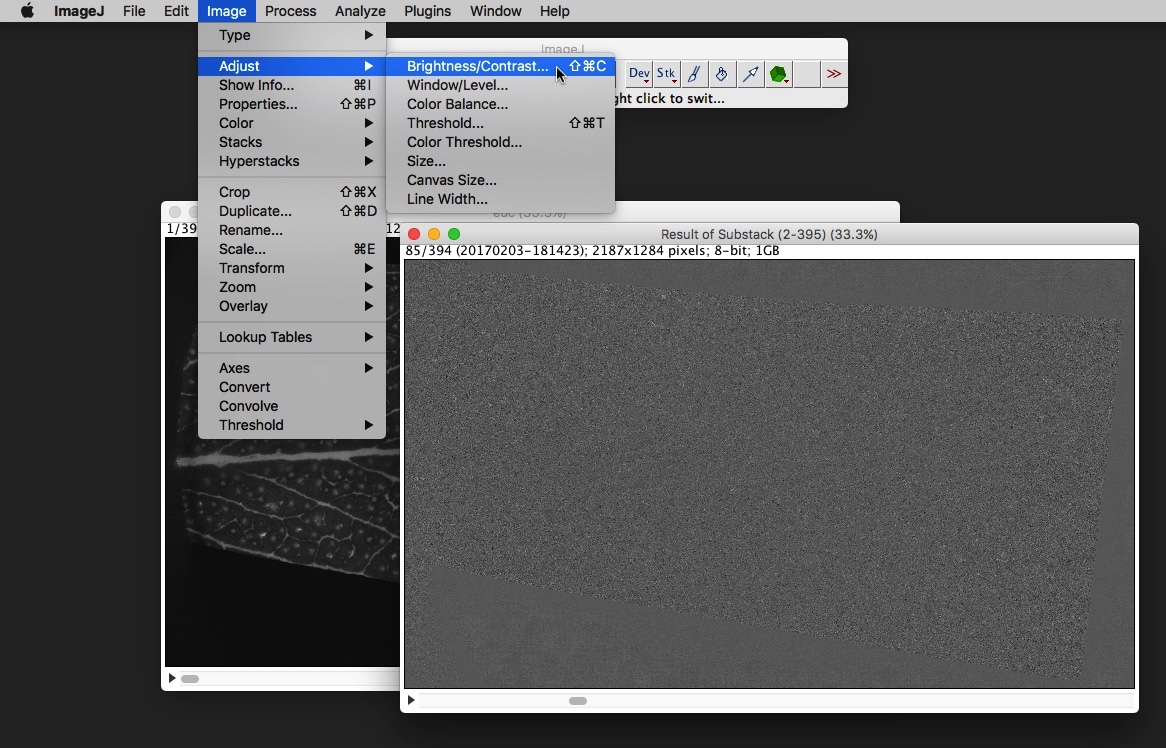 ImageJ File Edit Image Process Analyze Plugins Window Help
ImageJ
Type
Adjust
Show Info... ⌘I
Properties... ⇧⌘P
Color
Stacks
Hyperstacks
Crop ⇧⌘X
Duplicate... ⇧⌘D
Rename...
Scale... ⌘E
Transform
Zoom
Overlay
Lookup Tables
Axes
Convert
Convolve
Threshold
Brightness/Contrast... ⇧⌘C
Window/Level...
Color Balance...
Threshold... ⇧⌘T
Color Threshold...
Size...
Canvas Size...
Line Width...
Dev Stk >>
ght click to swit...
euc (33.3%)
1/39 12
Result of Substack (2-395) (33.3%)
85/394 (20170203-181423); 2187x1284 pixels; 8-bit; 1GB